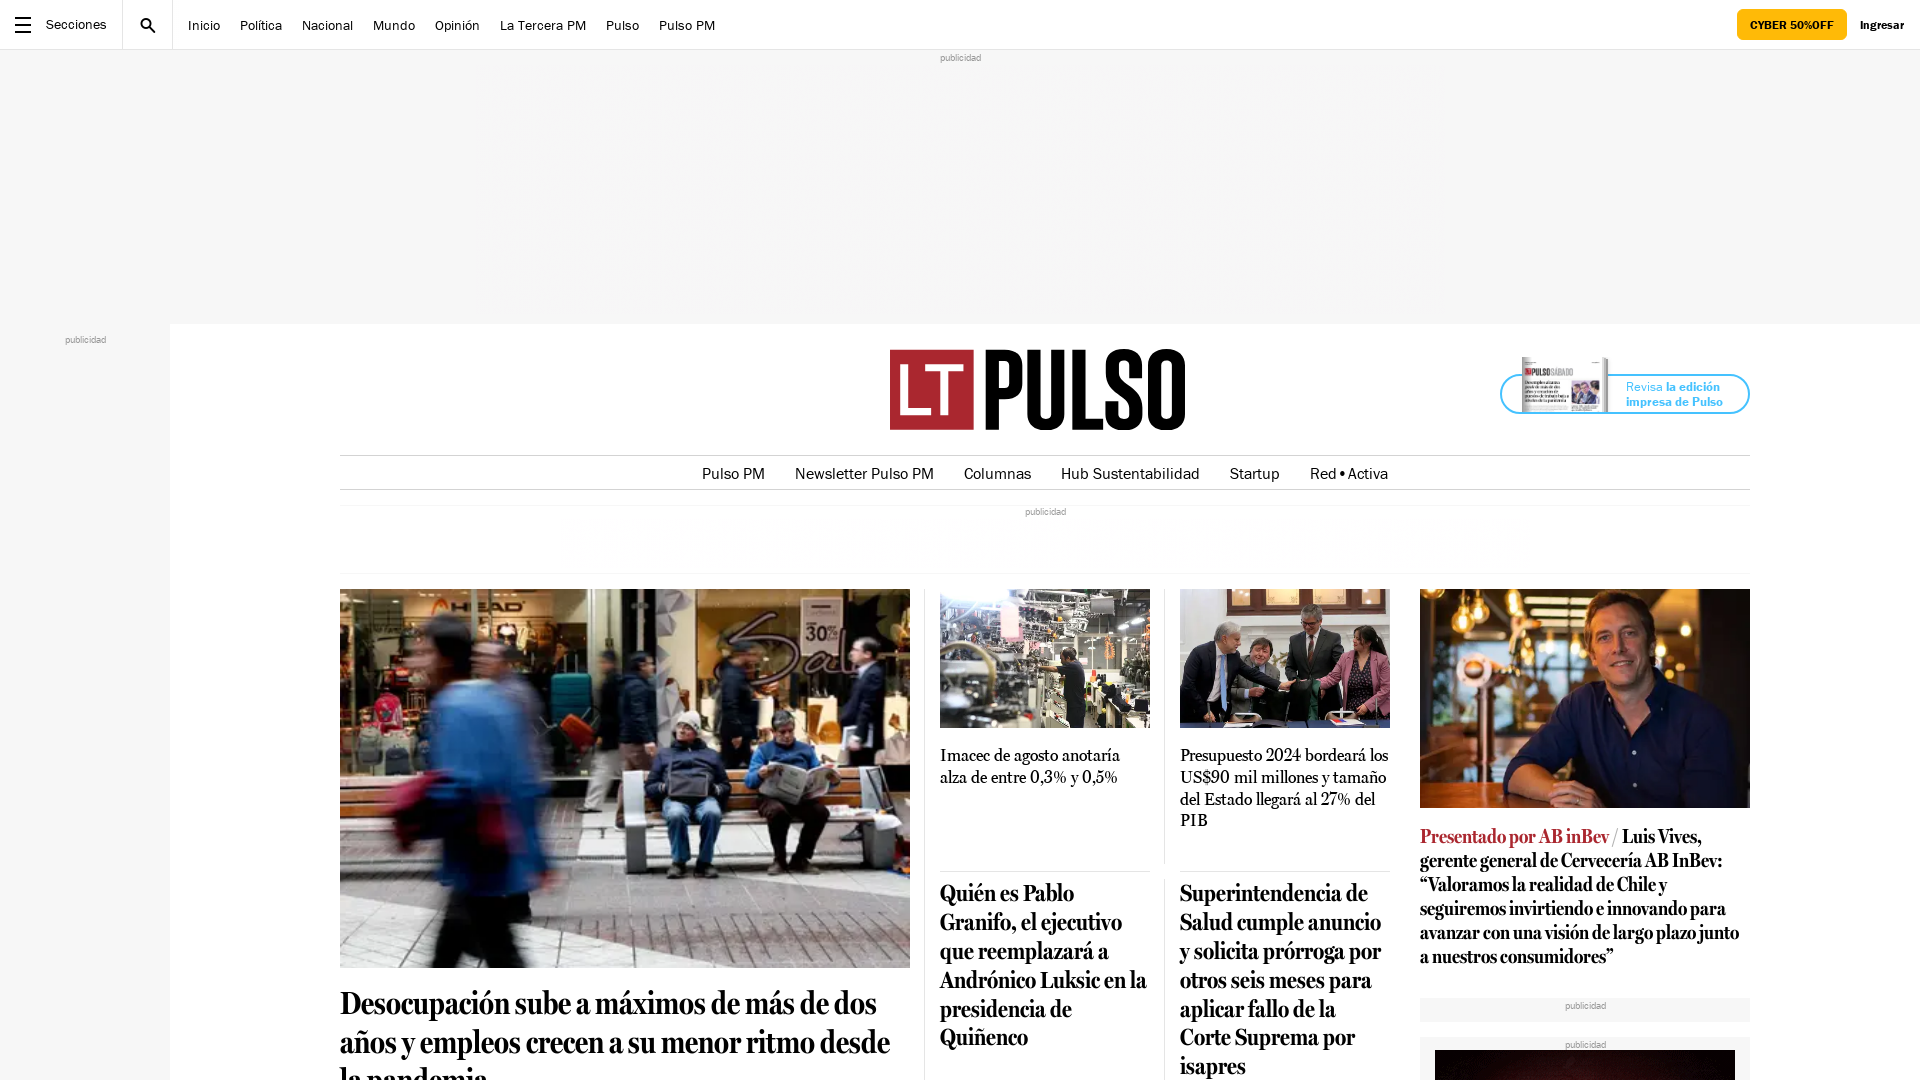 Secciones
Inicio
Política
Nacional
Mundo
Opinión
La Tercera PM
Pulso
Pulso PM
CYBER 50%OFF
Ingresar
publicidad
publicidad
LT PULSO
PULSO SÁBADO
Revisa la edición
impresa de Pulso
Pulso PM
Newsletter Pulso PM
Columnas
Hub Sustentabilidad
Startup
Red•Activa
publicidad
HEAD
30%
Sale
Desocupación sube a máximos de más de dos
años y empleos crecen a su menor ritmo desde
la pandemia
Imacec de agosto anotaría
alza de entre 0,3% y 0,5%
Quién es Pablo
Granifo, el ejecutivo
que reemplazará a
Andrónico Luksic en la
presidencia de
Quiñenco
Presupuesto 2024 bordeará los
US$90 mil millones y tamaño
del Estado llegará al 27% del
PIB
Superintendencia de
Salud cumple anuncio
y solicita prórroga por
otros seis meses para
aplicar fallo de la
Corte Suprema por
isapres
Presentado por AB inBev / Luis Vives,
gerente general de Cervecería AB InBev:
“Valoramos la realidad de Chile y
seguiremos invirtiendo e innovando para
avanzar con una visión de largo plazo junto
a nuestros consumidores”
publicidad
publicidad